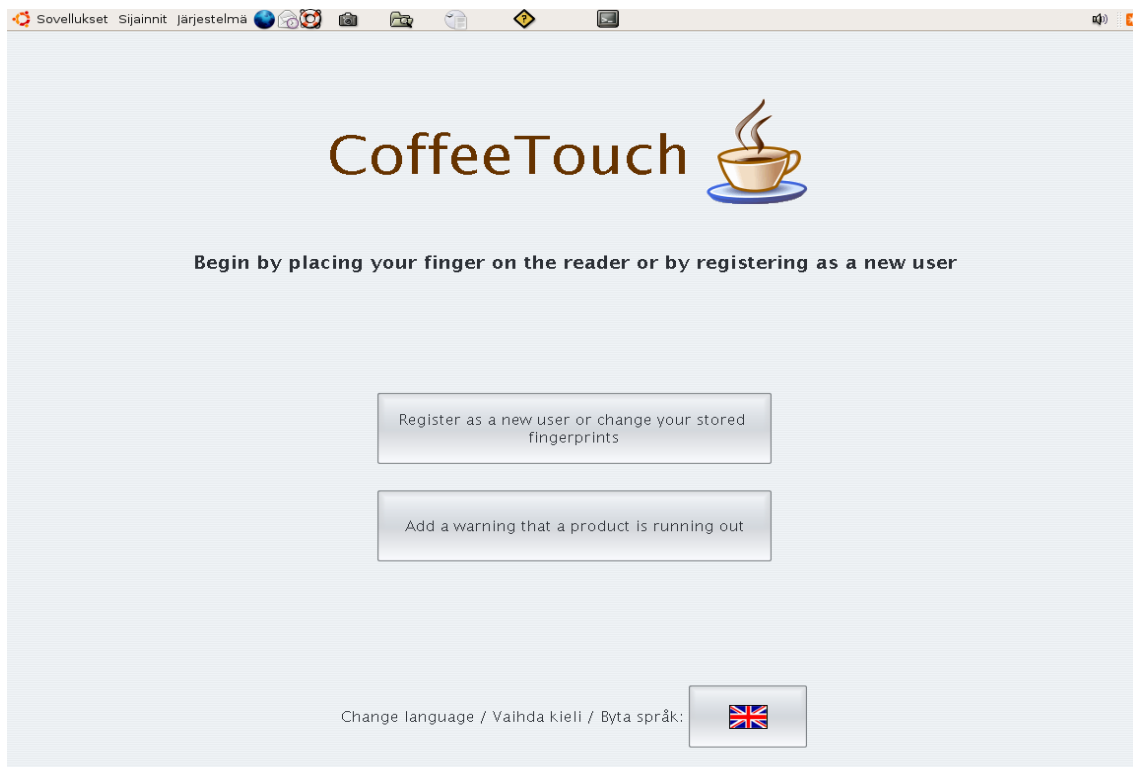 Sovellukset Sijainnit Järjestelmä
CoffeeTouch
Begin by placing your finger on the reader or by registering as a new user
Register as a new user or change your stored
fingerprints
Add a warning that a product is running out
Change language / Vaihda kieli / Byta språk: